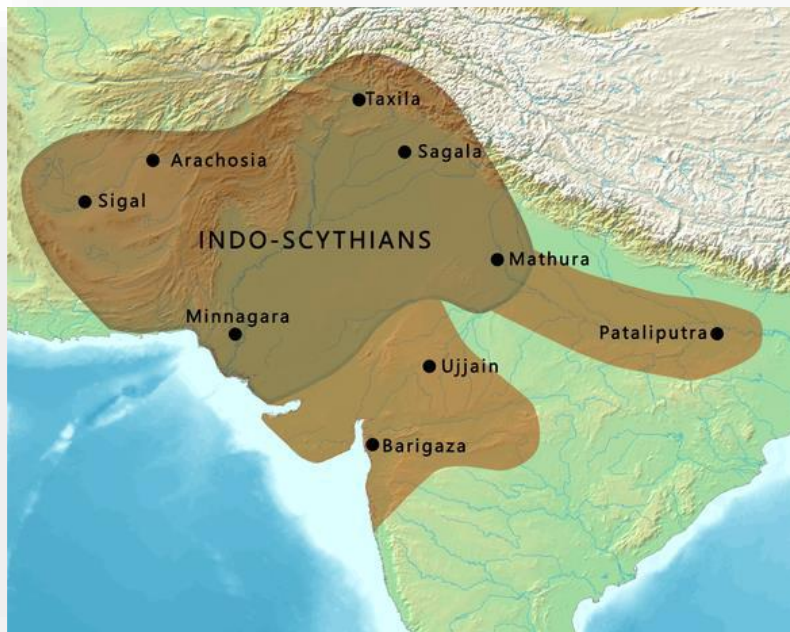 Taxila
Sagala
Arachosia
Sigal
INDO-SCYTHIANS
Mathura
Minnagara
Pataliputra
Ujjain
Barigaza